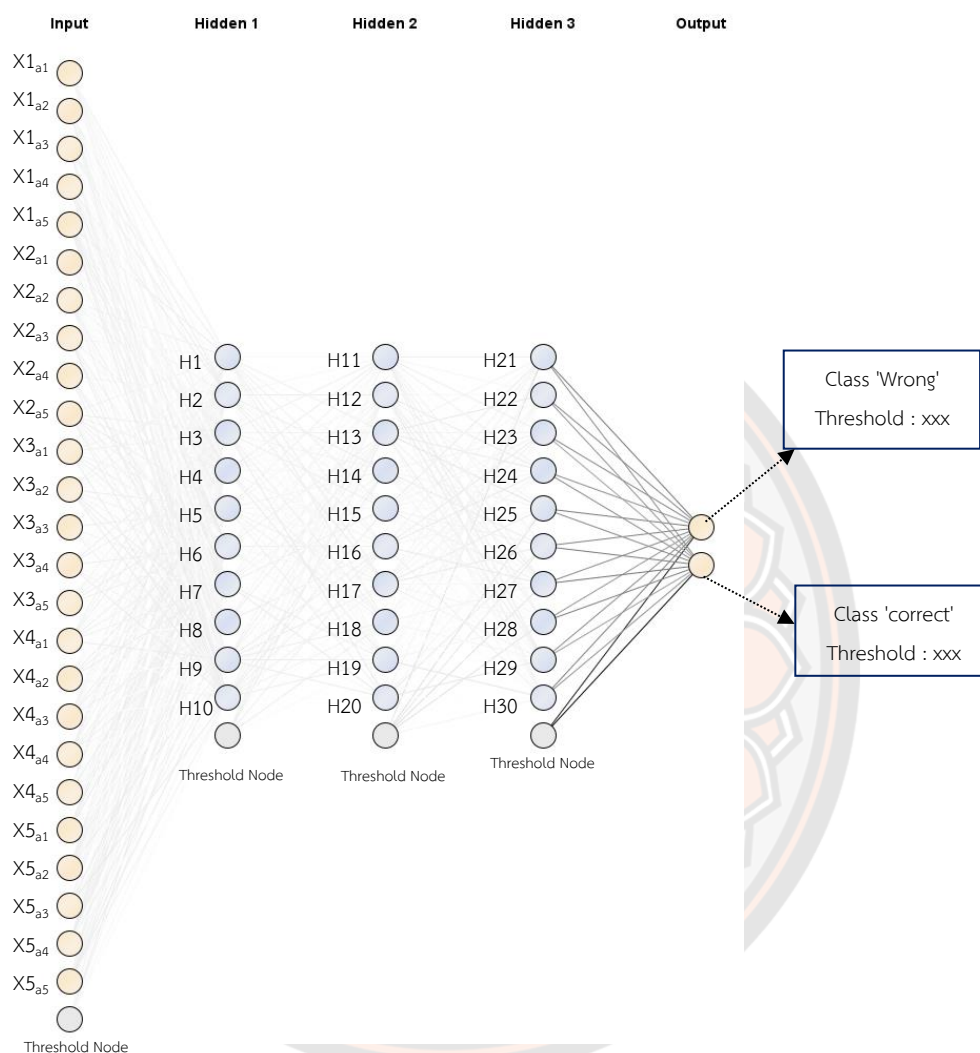 Input Hidden 1 Hidden 2 Hidden 3 Output
X1a1
X1a2
X1a3
X1a4
X1a5
X2a1
X2a2
X2a3
X2a4
X2a5
X3a1
X3a2
X3a3
X3a4
X3a5
X4a1
X4a2
X4a3
X4a4
X4a5
X5a1
X5a2
X5a3
X5a4
X5a5
Threshold Node
H1
H2
H3
H4
H5
H6
H7
H8
H9
H10
Threshold Node
H11
H12
H13
H14
H15
H16
H17
H18
H19
H20
Threshold Node
H21
H22
H23
H24
H25
H26
H27
H28
H29
H30
Threshold Node
Class 'Wrong'
Threshold : xxx
Class 'correct'
Threshold : xxx